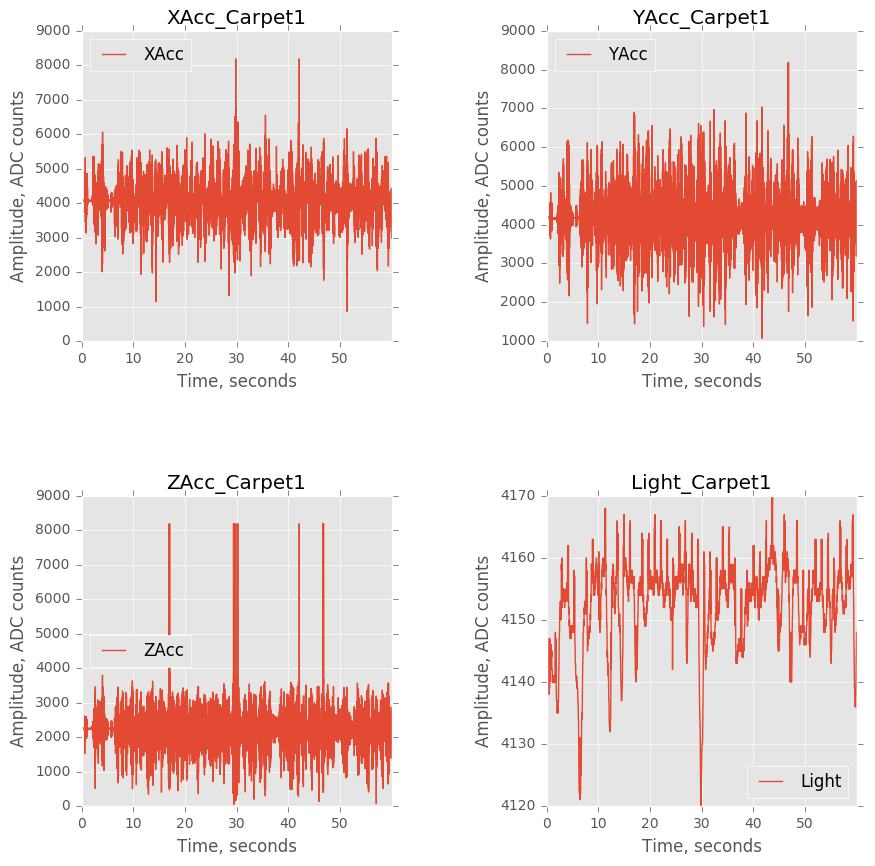 XAcc_Carpet1
9000
8000
7000
6000
5000
4000
3000
2000
1000
0
Amplitude, ADC counts
XAcc
0 10 20 30 40 50
Time, seconds
YAcc_Carpet1
9000
8000
7000
6000
5000
4000
3000
2000
1000
Amplitude, ADC counts
YAcc
0 10 20 30 40 50
Time, seconds
ZAcc_Carpet1
9000
8000
7000
6000
5000
4000
3000
2000
1000
0
Amplitude, ADC counts
ZAcc
0 10 20 30 40 50
Time, seconds
Light_Carpet1
4170
4160
4150
4140
4130
4120
Amplitude, ADC counts
Light
0 10 20 30 40 50
Time, seconds